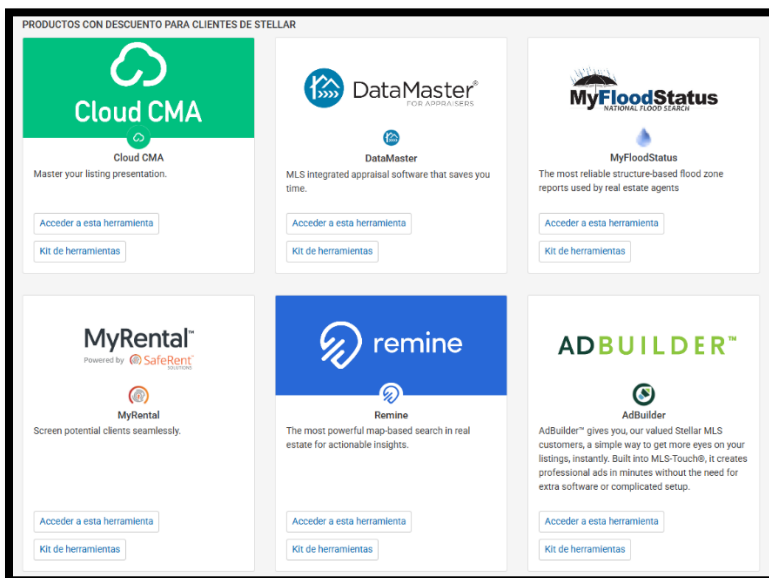 PRODUCTOS CON DESCUENTO PARA CLIENTES DE STELLAR
Cloud CMA
Cloud CMA
Master your listing presentation.
Acceder a esta herramienta
Kit de herramientas
DataMaster®
FOR APPRAISERS
DataMaster
MLS integrated appraisal software that saves you
time.
Acceder a esta herramienta
Kit de herramientas
MyFloodStatus
NATIONAL FLOOD SEARCH
MyFloodStatus
The most reliable structure-based flood zone
reports used by real estate agents
Acceder a esta herramienta
Kit de herramientas
MyRental™
Powered by SafeRent
SOLUTIONS
MyRental
Screen potential clients seamlessly.
Acceder a esta herramienta
Kit de herramientas
remine
Remine
The most powerful map-based search in real
estate for actionable insights.
Acceder a esta herramienta
Kit de herramientas
ADBUILDER™
AdBuilder
AdBuilder™ gives you, our valued Stellar MLS
customers, a simple way to get more eyes on your
listings, instantly. Built into MLS-Touch®, it creates
professional ads in minutes without the need for
extra software or complicated setup.
Acceder a esta herramienta
Kit de herramientas